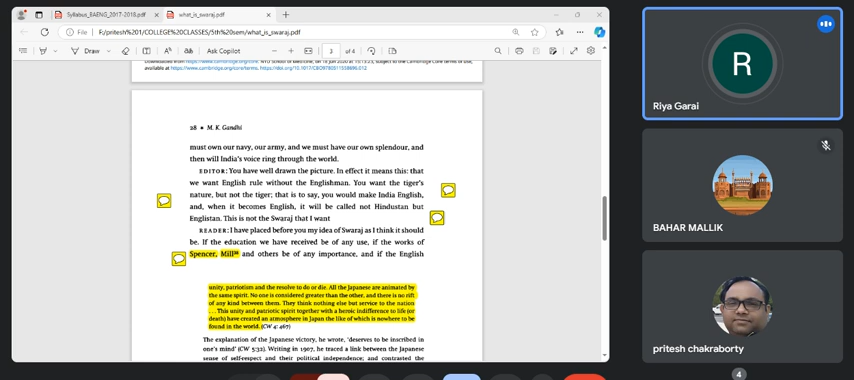 Syllabus_BAENG_2017-2018.pdf
what_is_swaraj.pdf
File
/pritesh%201/COLLEGE%20CLASSES/5th%20sem/what_is_swaraj.pdf
Draw
Ask Copilot
3 of 4
subject to the Cambridge Core terms of use,
available at https://www.cambridge.org/core/terms.
28 • M. K. Gandhi
must own our navy, our army, and we must have our own splendour, and
then will India's voice ring through the world.
EDITOR: You have well drawn the picture. In effect it means this: that
we want English rule without the Englishman. You want the tiger's
nature, but not the tiger; that is to say, you would make India English,
and, when it becomes English, it will be called not Hindustan but
Englistan. This is not the Swaraj that I want
READER: I have placed before you my idea of Swaraj as I think it should
be. If the education we have received be of any use, if the works of
Spencer, Mill and others be of any importance, and if the English
unity, patriotism and the resolve to do or die. All the Japanese are animated by
the same spirit. No one is considered greater than the other, and there is no rift
of any kind between them. They think nothing else but service to the nation
... This unity and patriotic spirit together with a heroic indifference to life (or
death) have created an atmosphere in Japan the like of which is nowhere to be
found in the world. (CW 4: 467)
The explanation of the Japanese victory, he wrote, 'deserves to be inscribed in
one's mind' (CW 5:32). Writing in 1907, he traced a link between the Japanese
sense of self-respect and their political independence; and contrasted the
R
Riya Garai
BAHAR MALLIK
pritesh chakraborty
4